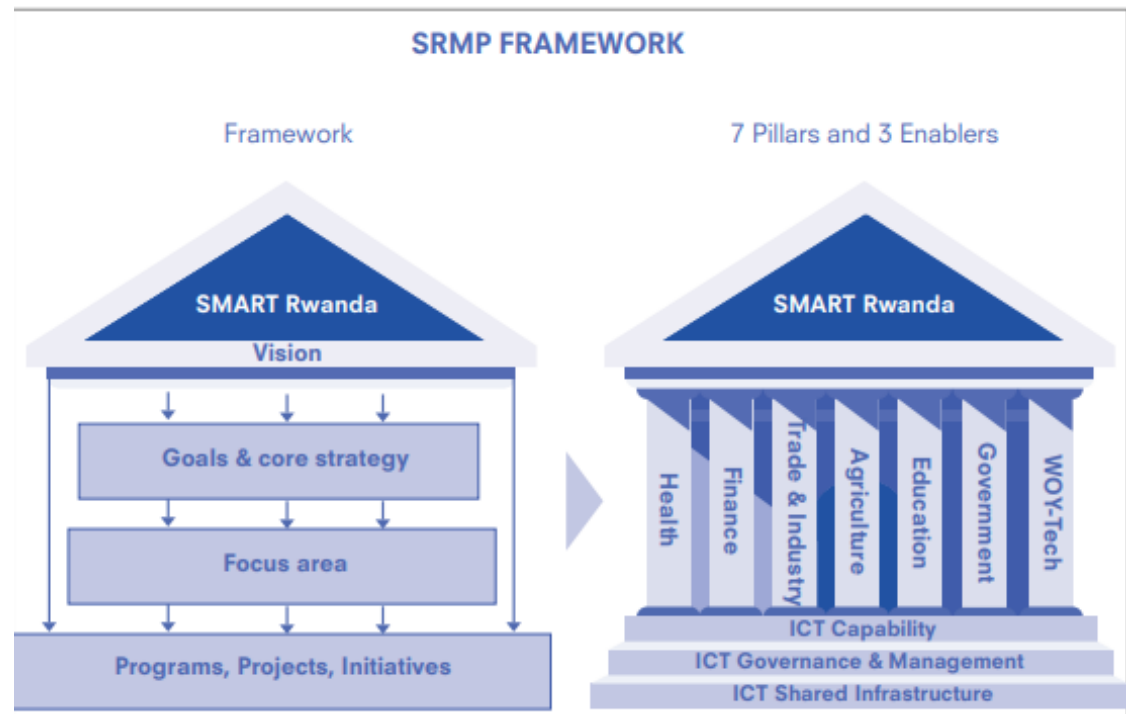 SRMP FRAMEWORK
Framework
SMART Rwanda
Vision
Goals & core strategy
Focus area
Programs, Projects, Initiatives
7 Pillars and 3 Enablers
SMART Rwanda
Health
Finance
Trade & Industry
Agriculture
Education
Government
WOY-Tech
ICT Capability
ICT Governance & Management
ICT Shared Infrastructure